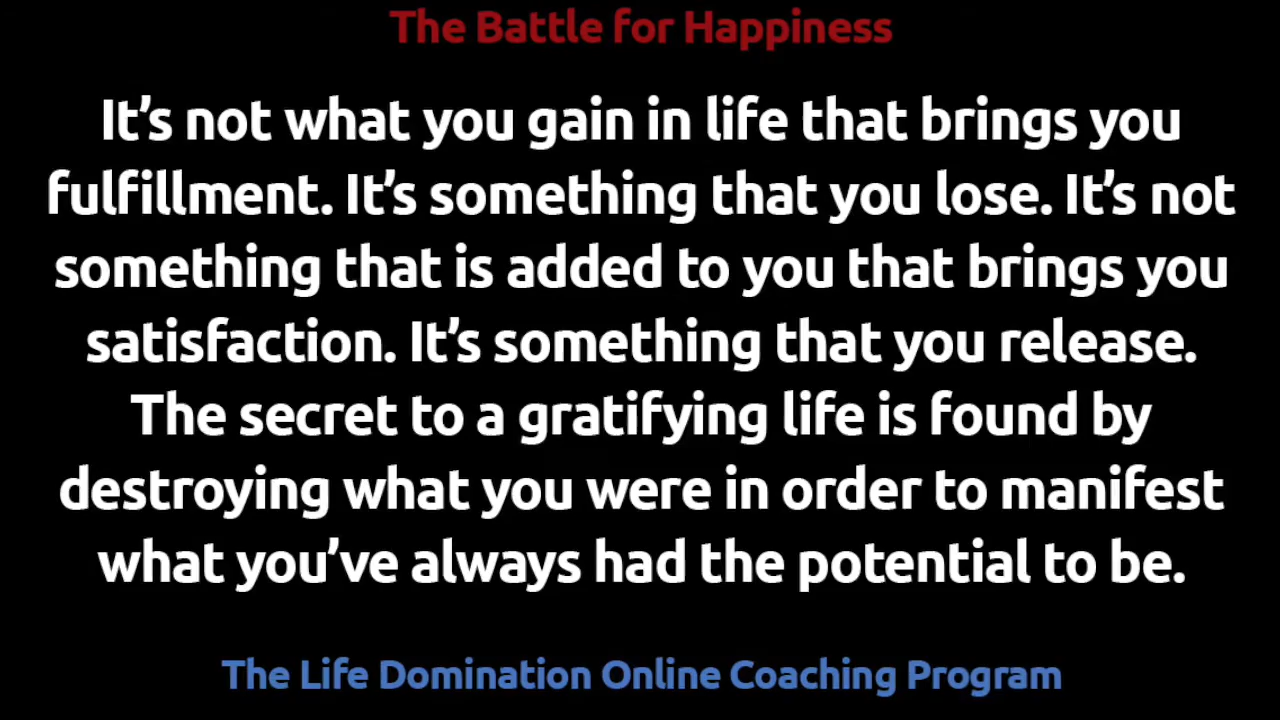 The Battle for Happiness
It’s not what you gain in life that brings you
fulfillment. It’s something that you lose. It’s not
something that is added to you that brings you
satisfaction. It’s something that you release.
The secret to a gratifying life is found by
destroying what you were in order to manifest
what you’ve always had the potential to be.
The Life Domination Online Coaching Program